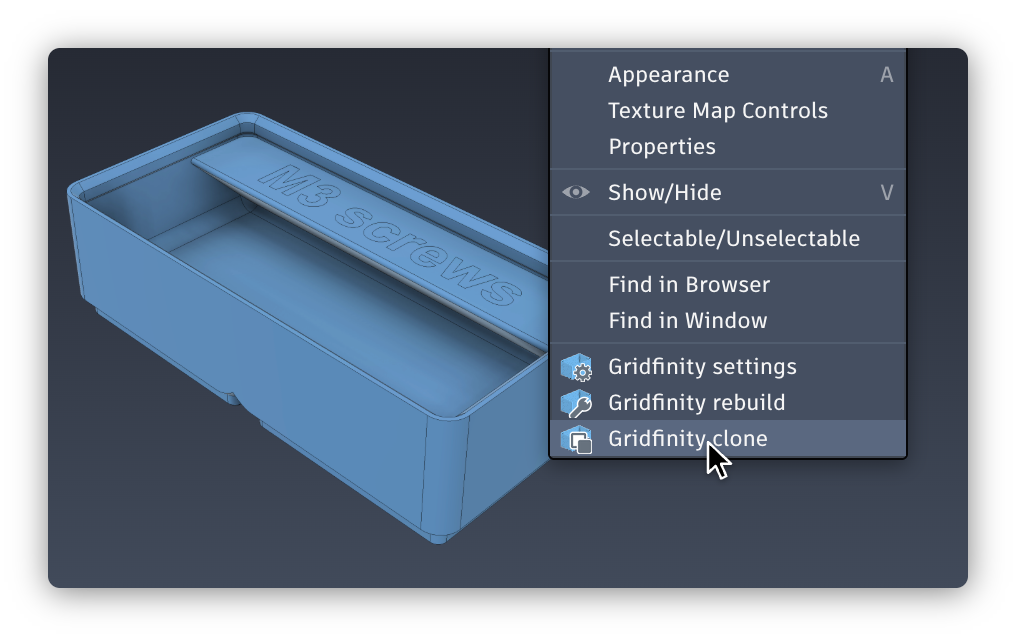 M3 screws
Appearance A
Texture Map Controls
Properties
Show/Hide V
Selectable/Unselectable
Find in Browser
Find in Window
Gridfinity settings
Gridfinity rebuild
Gridfinity clone